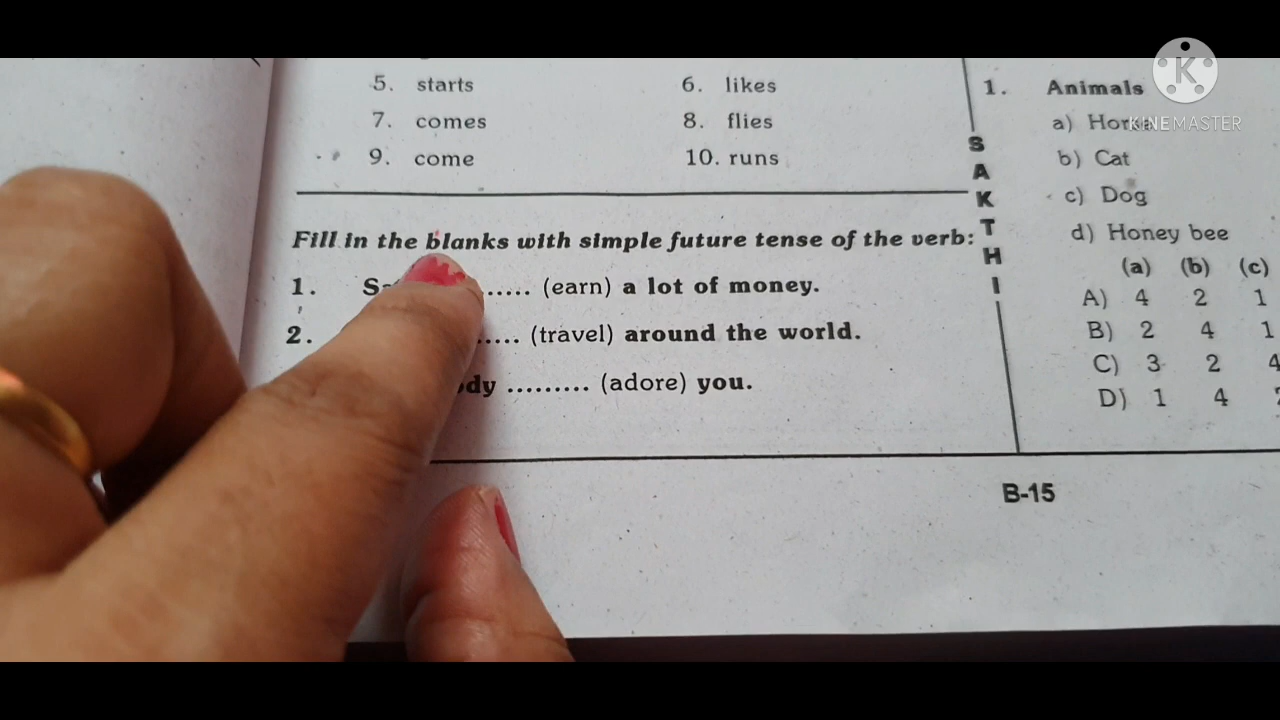 5. starts
6. likes
7. comes
8. flies
9. come
10. runs
Fill in the blanks with simple future tense of the verb:
1. ...... (earn) a lot of money.
2. ..... (travel) around the world.
......... (adore) you.
S
A
K
T
H
I
1. Animals
a)
b) Cat
c) Dog
d) Honey bee
(a) (b) (c)
A) 4 2 1
B) 2 4 1
C) 3 2 4
D) 1 4
B-15
K
KINEMASTER